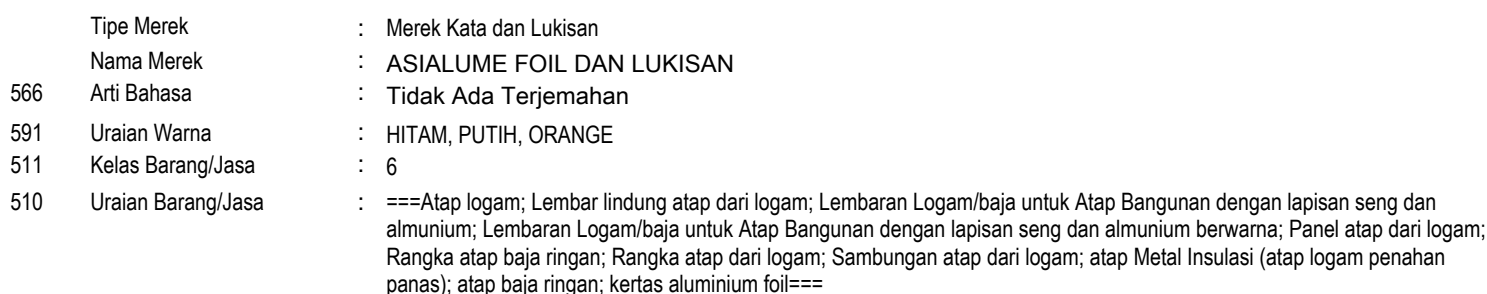 Tipe Merek : Merek Kata dan Lukisan
Nama Merek : ASIALUME FOIL DAN LUKISAN
566 Arti Bahasa : Tidak Ada Terjemahan
591 Uraian Warna : HITAM, PUTIH, ORANGE
511 Kelas Barang/Jasa : 6
510 Uraian Barang/Jasa : ===Atap logam; Lembar lindung atap dari logam; Lembaran Logam/baja untuk Atap Bangunan dengan lapisan seng dan
almunium; Lembaran Logam/baja untuk Atap Bangunan dengan lapisan seng dan almunium berwarna; Panel atap dari logam;
Rangka atap baja ringan; Rangka atap dari logam; Sambungan atap dari logam; atap Metal Insulasi (atap logam penahan
panas); atap baja ringan; kertas aluminium foil===